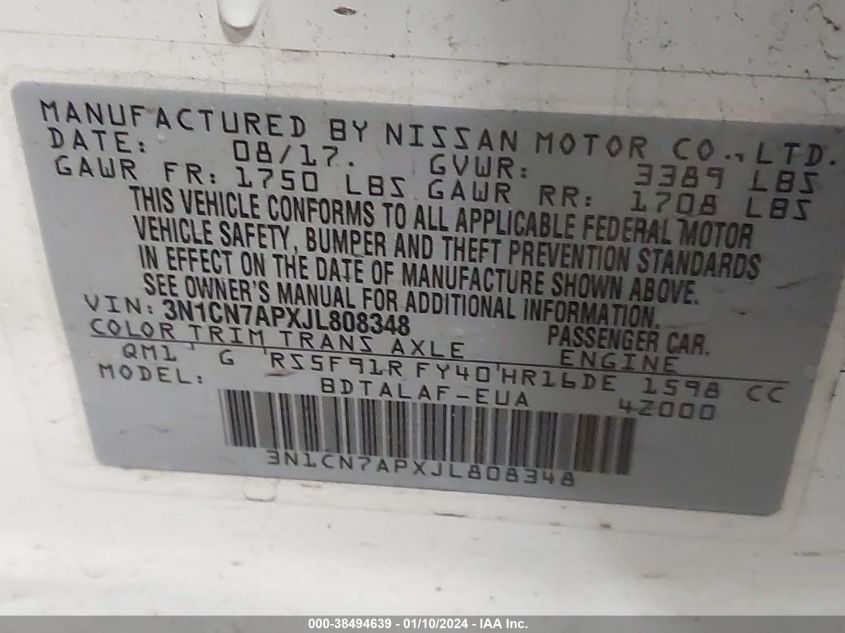 MANUFACTURED BY NISSAN MOTOR CO., LTD.
DATE: 08/17. GVWR: 3389 LBS
GAWR FR: 1750 LBS GAWR RR: 1708 LBS
THIS VEHICLE CONFORMS TO ALL APPLICABLE FEDERAL MOTOR
VEHICLE SAFETY, BUMPER AND THEFT PREVENTION STANDARDS
IN EFFECT ON THE DATE OF MANUFACTURE SHOWN ABOVE.
SEE OWNER'S MANUAL FOR ADDITIONAL INFORMATION.
VIN: 3N1CN7APXJL808348 PASSENGER CAR.
COLOR TRIM TRANS AXLE ENGINE
QM1 G RS5F91R FY40 HR16DE 1598 CC
MODEL: BDTALAF-EUA 42000
3N1CN7APXJL808348
000-38494639 - 01/10/2024 - IAA Inc.